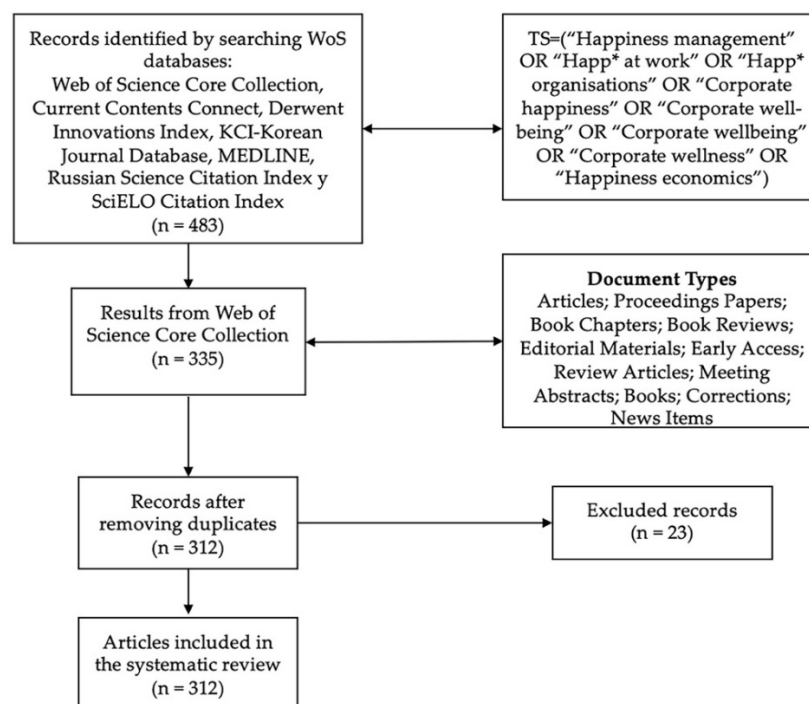 Records identified by searching WoS
databases:
Web of Science Core Collection,
Current Contents Connect, Derwent
Innovations Index, KCI-Korean
Journal Database, MEDLINE,
Russian Science Citation Index y
SciELO Citation Index
(n = 483)
TS=(“Happiness management”
OR “Happ* at work” OR “Happ*
organisations” OR “Corporate
happiness” OR “Corporate well-
being” OR “Corporate wellbeing”
OR “Corporate wellness” OR
“Happiness economics”)
Results from Web of
Science Core Collection
(n = 335)
Document Types
Articles; Proceedings Papers;
Book Chapters; Book Reviews;
Editorial Materials; Early Access;
Review Articles; Meeting
Abstracts; Books; Corrections;
News Items
Records after
removing duplicates
(n = 312)
Excluded records
(n = 23)
Articles included in
the systematic review
(n = 312)